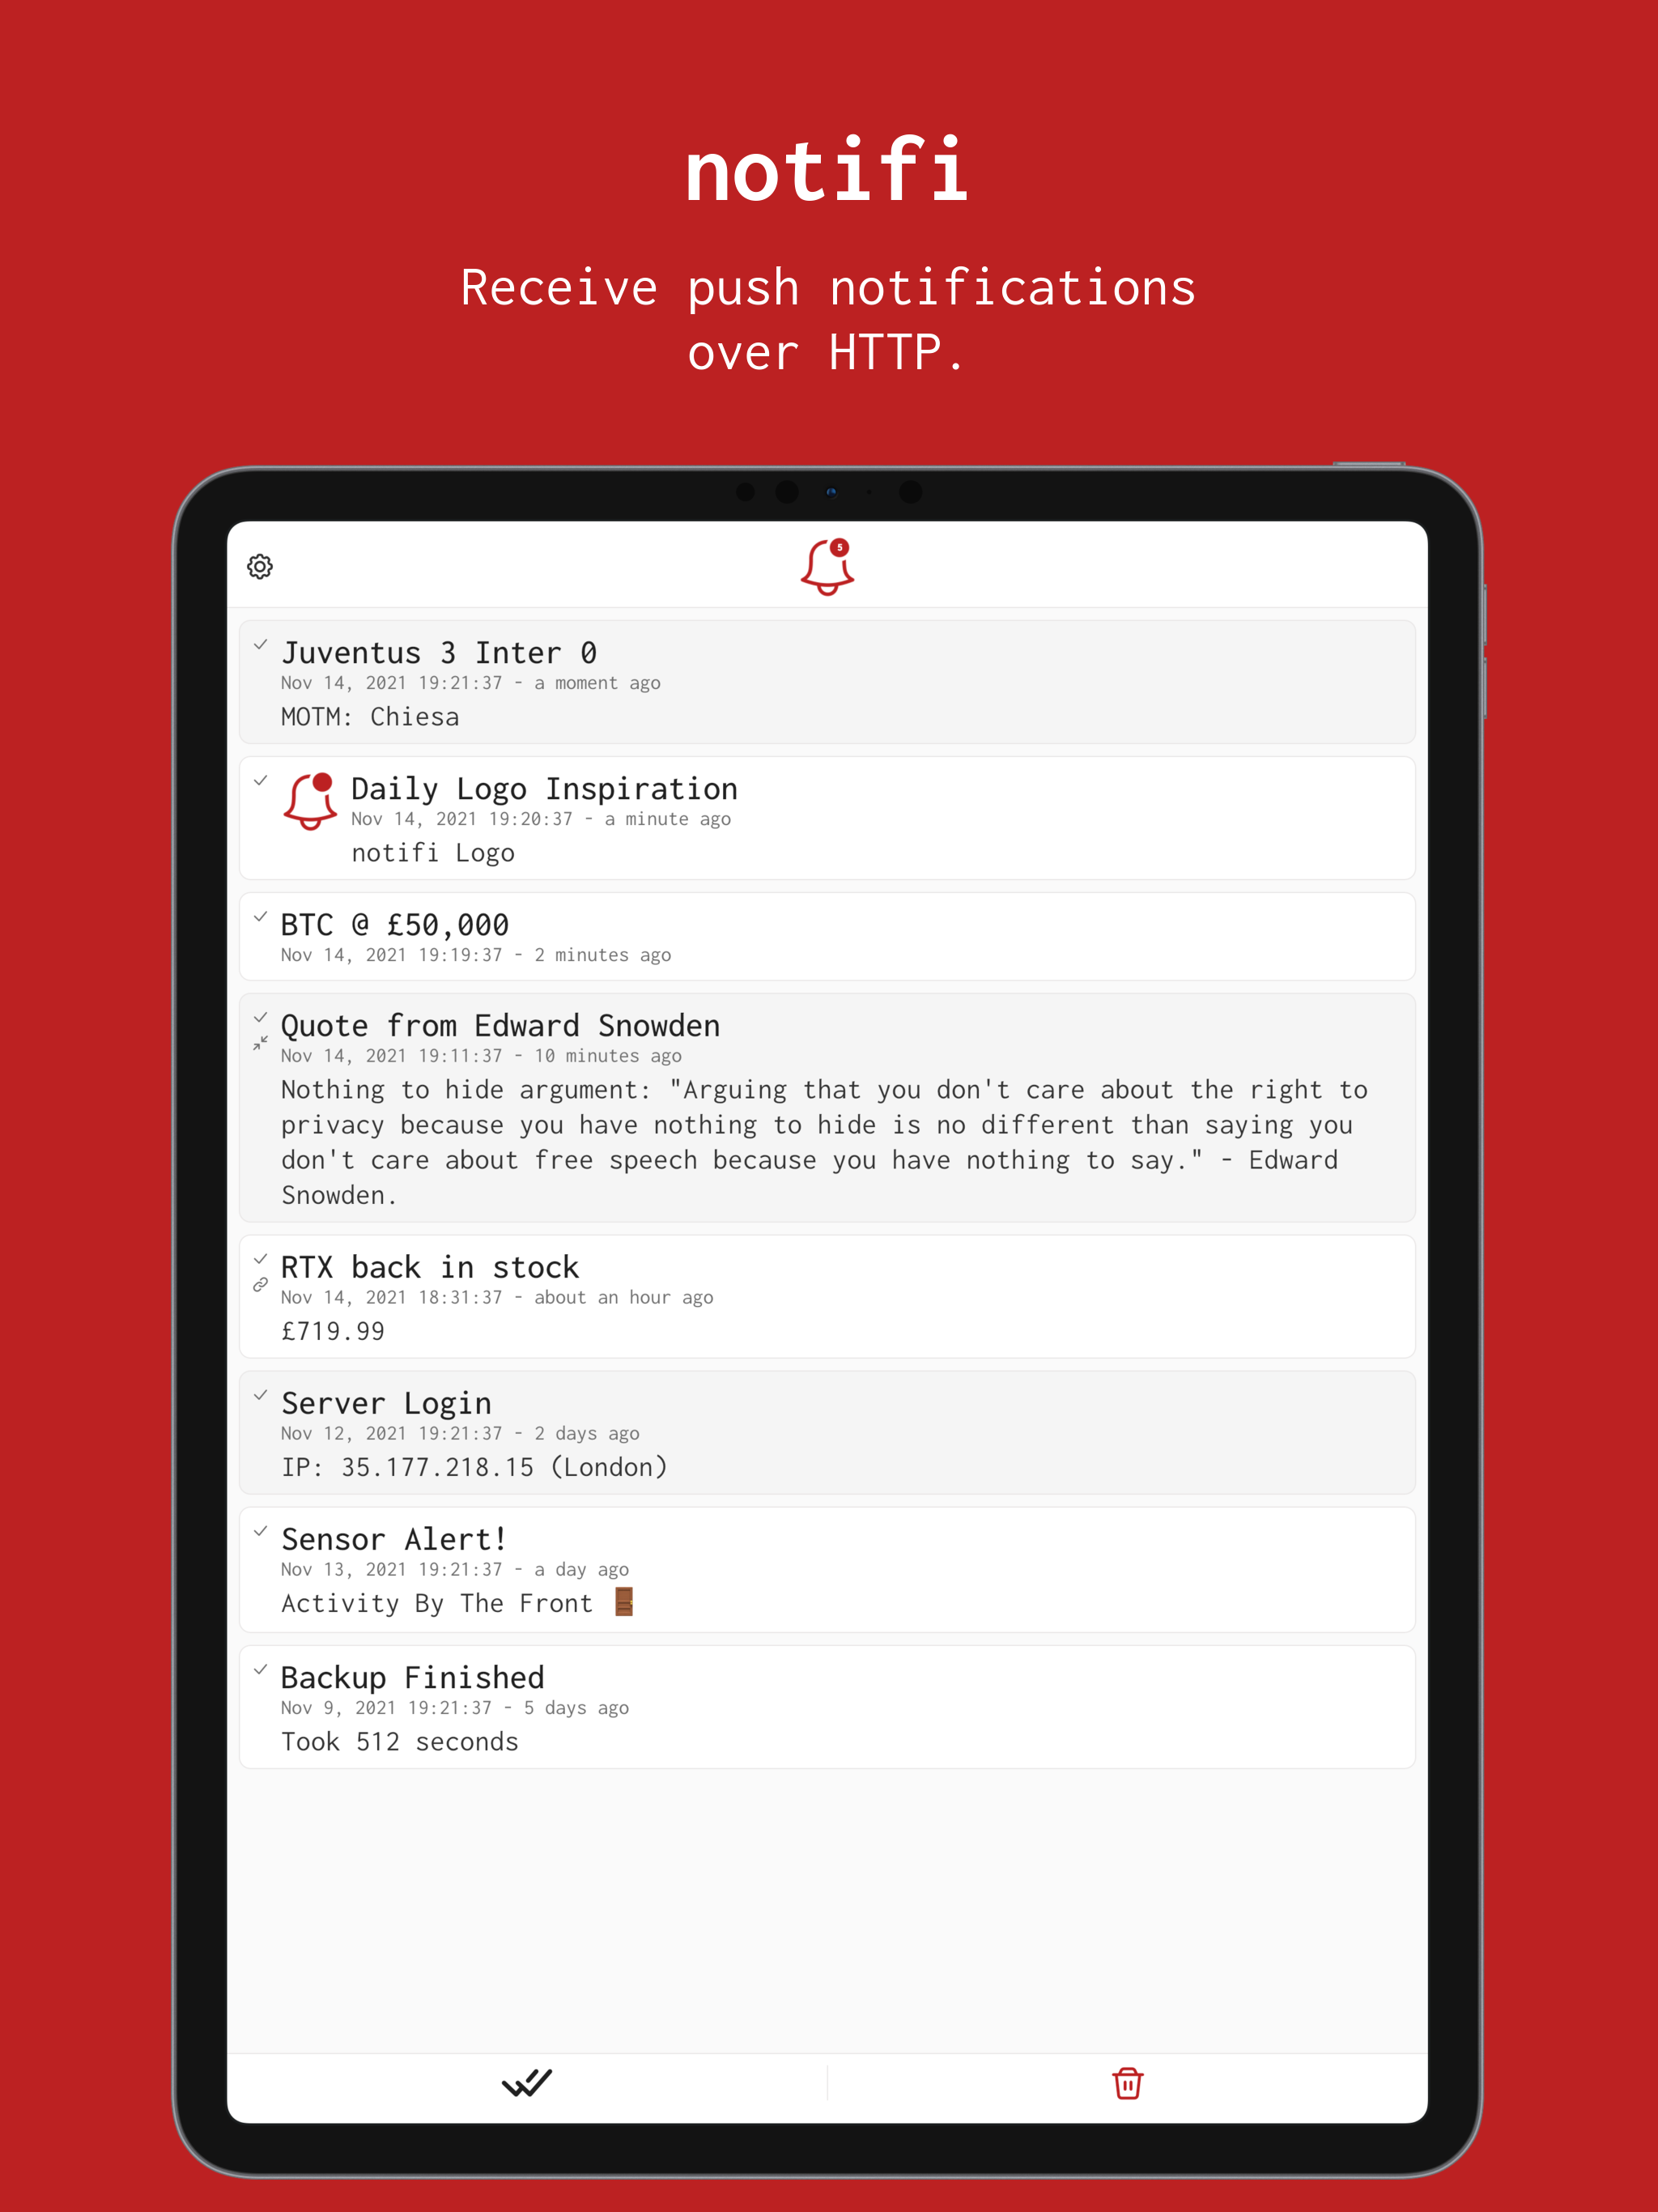 notifi
Receive push notifications
over HTTP.
5
Juventus 3 Inter 0
Nov 14, 2021 19:21:37 - a moment ago
MOTM: Chiesa
Daily Logo Inspiration
Nov 14, 2021 19:20:37 - a minute ago
notifi Logo
BTC @ £50,000
Nov 14, 2021 19:19:37 - 2 minutes ago
Quote from Edward Snowden
Nov 14, 2021 19:11:37 - 10 minutes ago
Nothing to hide argument: "Arguing that you don't care about the right to
privacy because you have nothing to hide is no different than saying you
don't care about free speech because you have nothing to say." - Edward
Snowden.
RTX back in stock
Nov 14, 2021 18:31:37 - about an hour ago
£719.99
Server Login
Nov 12, 2021 19:21:37 - 2 days ago
IP: 35.177.218.15 (London)
Sensor Alert!
Nov 13, 2021 19:21:37 - a day ago
Activity By The Front 🚪
Backup Finished
Nov 9, 2021 19:21:37 - 5 days ago
Took 512 seconds